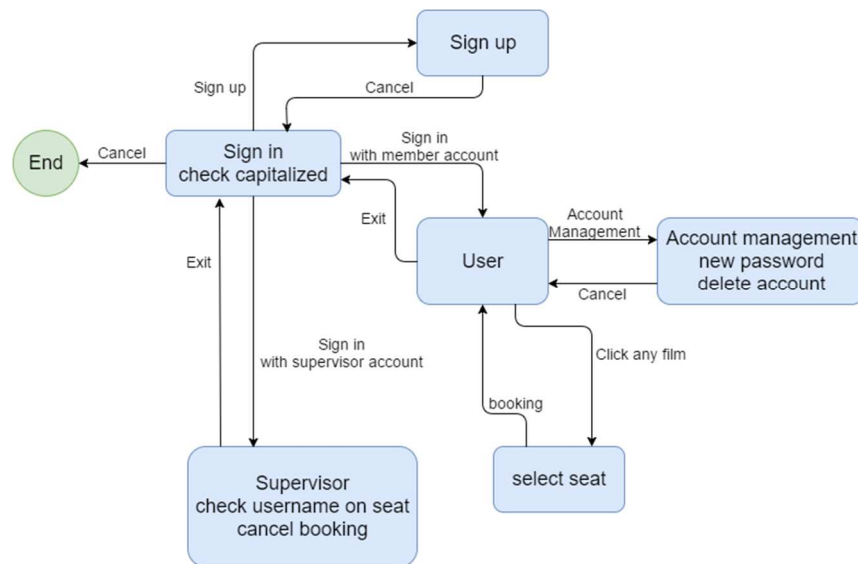 Sign up
Sign up
Cancel
End
Cancel
Sign in
check capitalized
Sign in
with member account
Exit
Exit
User
Account
Management
Account management
new password
delete account
Cancel
Sign in
with supervisor account
Click any film
booking
Supervisor
check username on seat
cancel booking
select seat